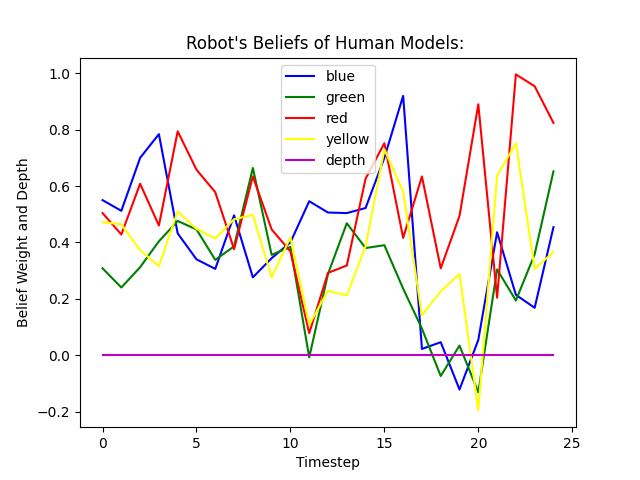 Robot's Beliefs of Human Models:
blue
green
red
yellow
depth
Belief Weight and Depth
1.0
0.8
0.6
0.4
0.2
0.0
−0.2
0
5
10
15
20
25
Timestep